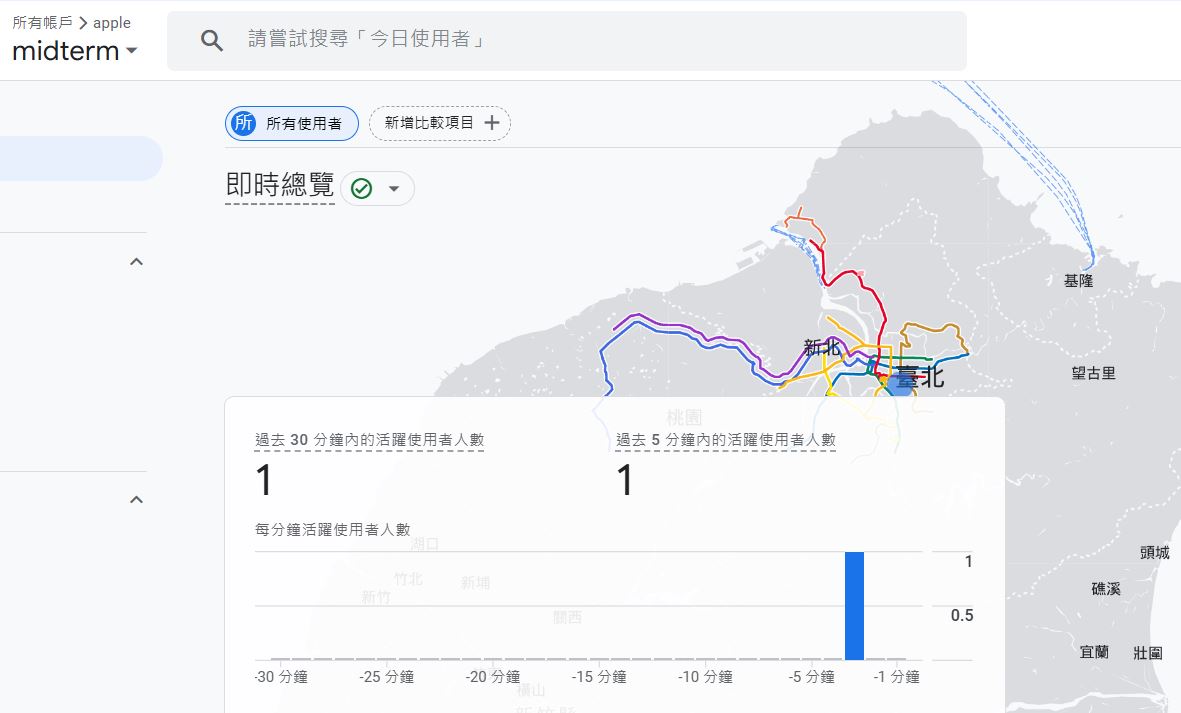 所有帳戶 > apple
midterm
請嘗試搜尋「今日使用者」
所 所有使用者
新增比較項目 +
即時總覽
基隆
新北
臺北
望古里
桃園
過去 30 分鐘內的活躍使用者人數
1
過去 5 分鐘內的活躍使用者人數
1
每分鐘活躍使用者人數
湖口
竹北
新埔
新竹
關西
1
0.5
頭城
礁溪
宜蘭
壯圍
-30 分鐘
-25 分鐘
-20 分鐘
-15 分鐘
-10 分鐘
-5 分鐘
-1 分鐘
橫山
新竹縣